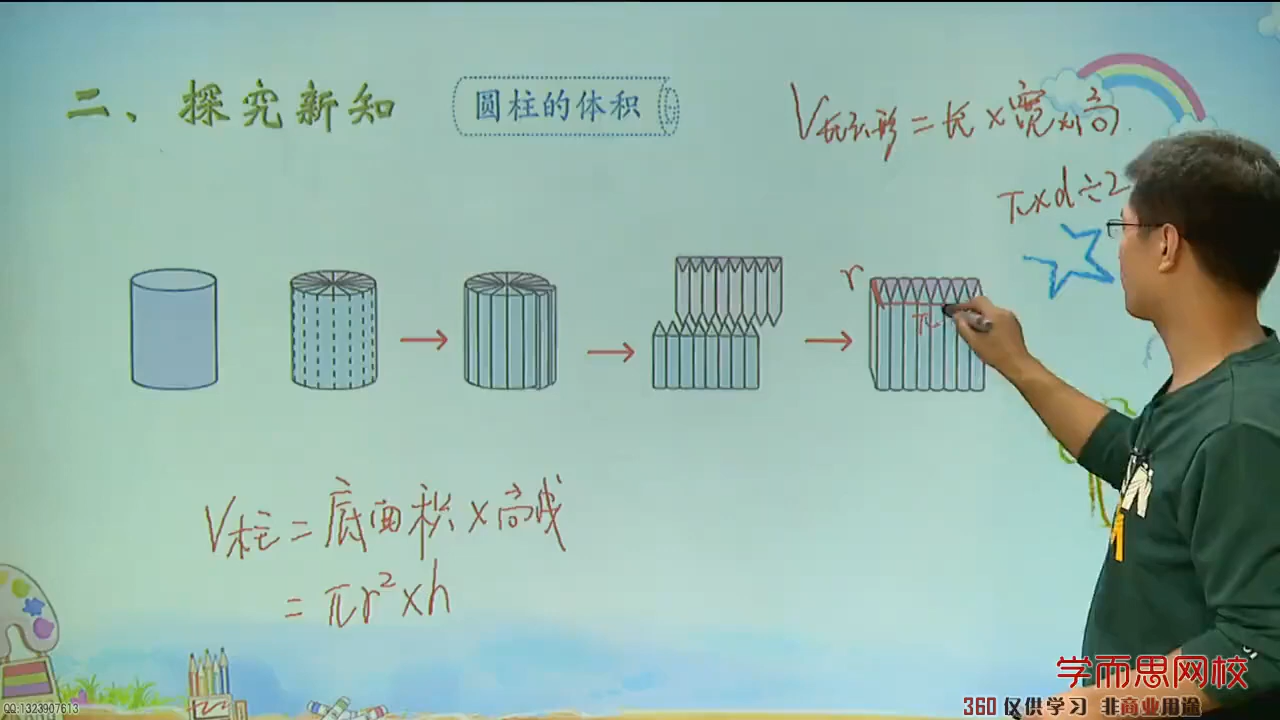 二、探究新知
圆柱的体积
V长方形=长×宽×高
π×d÷2
r
π
V柱=底面积×高
=πr²×h
学而思网校
360 仅供学习 非商业用途
QQ:1323907613